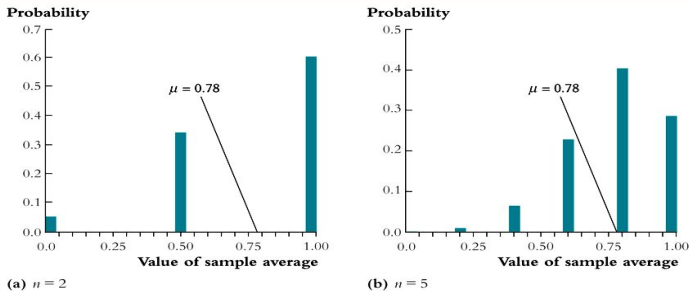 Probability
0.7
0.6
0.5
0.4
0.3
0.2
0.1
0.0
μ = 0.78
0.0 0.25 0.50 0.75 1.00
Value of sample average
(a) n = 2
Probability
0.5
0.4
0.3
0.2
0.1
0.0
μ = 0.78
0.0 0.25 0.50 0.75 1.00
Value of sample average
(b) n = 5